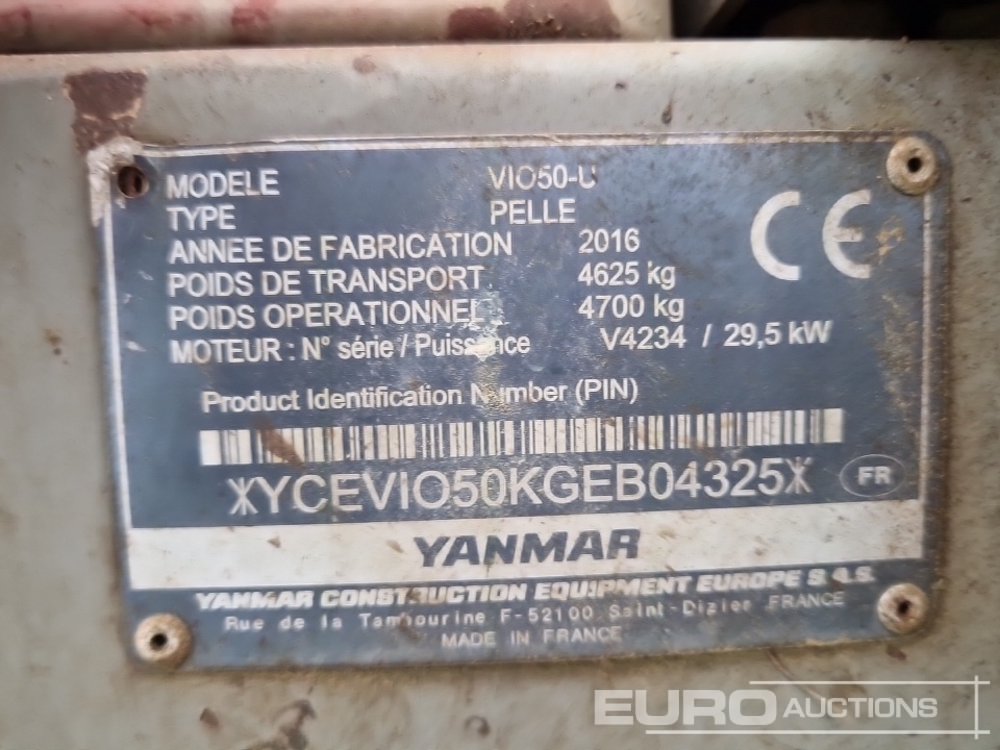 MODELE VIO50-U
TYPE PELLE
ANNEE DE FABRICATION 2016
POIDS DE TRANSPORT 4625 kg
POIDS OPERATIONNEL 4700 kg
MOTEUR : N° série / Puissance V4234 / 29,5 kW
CE
Product Identification Number (PIN)
*YCEVIO50KGEB04325*
FR
YANMAR
YANMAR CONSTRUCTION EQUIPMENT EUROPE S.A.S.
Rue de la Tambourine F-52100 Saint-Dizier FRANCE
MADE IN FRANCE
EURO AUCTIONS